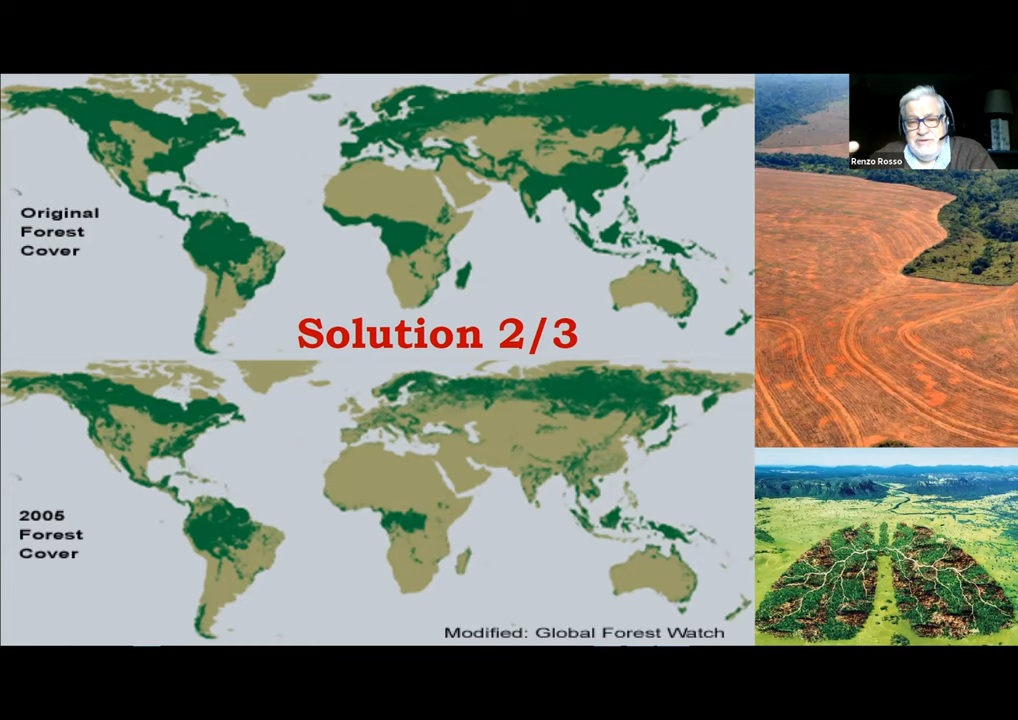 Original
Forest
Cover
Solution 2/3
2005
Forest
Cover
Modified: Global Forest Watch
Renzo Rosso